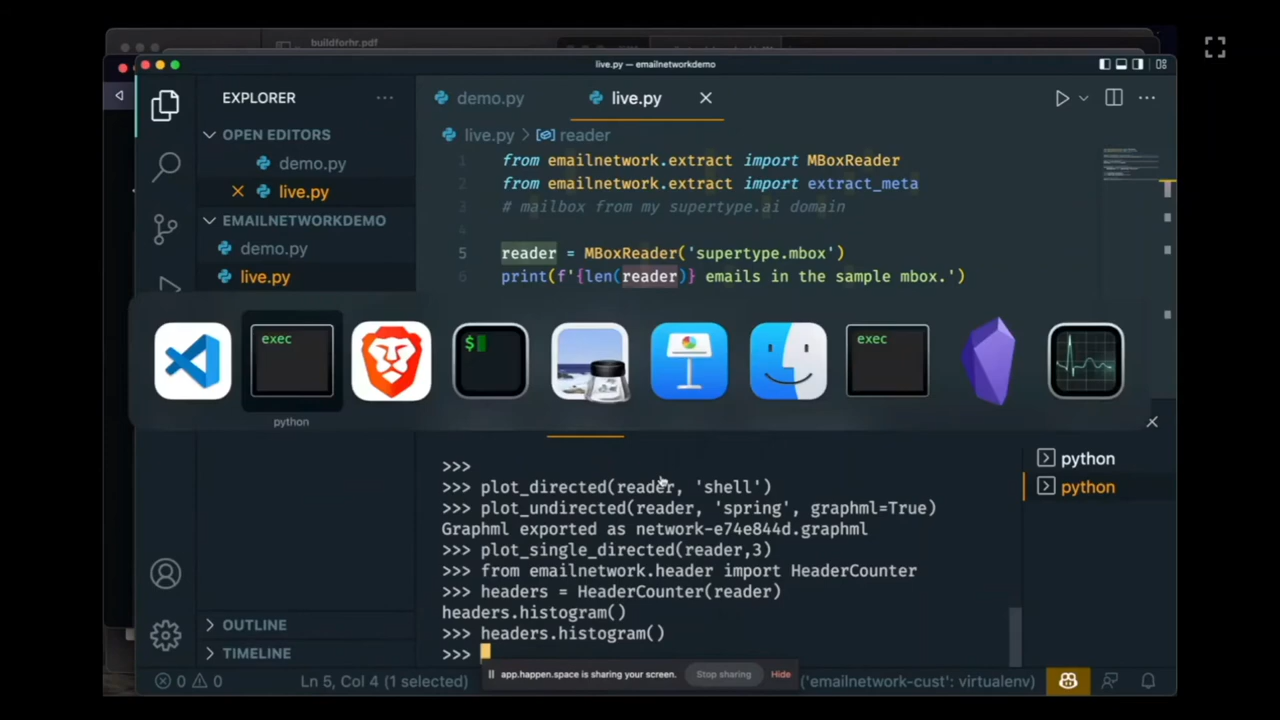 buildforhr.pdf
live.py — emailnetworkdemo
EXPLORER
demo.py
live.py
OPEN EDITORS
demo.py
live.py
EMAILNETWORKDEMO
demo.py
live.py
live.py > reader
1 from emailnetwork.extract import MBoxReader
2 from emailnetwork.extract import extract_meta
3 # mailbox from my supertype.ai domain
4
5 reader = MBoxReader('supertype.mbox')
6 print(f'{len(reader)} emails in the sample mbox.')
exec
$
exec
python
>>>
>>> plot_directed(reader, 'shell')
>>> plot_undirected(reader, 'spring', graphml=True)
Graphml exported as network-e74e844d.graphml
>>> plot_single_directed(reader,3)
>>> from emailnetwork.header import HeaderCounter
>>> headers = HeaderCounter(reader)
headers.histogram()
>>> headers.histogram()
>>>
python
python
OUTLINE
TIMELINE
app.happen.space is sharing your screen.
Stop sharing
Hide
0 0
Ln 5, Col 4 (1 selected)
('emailnetwork-cust': virtualenv)